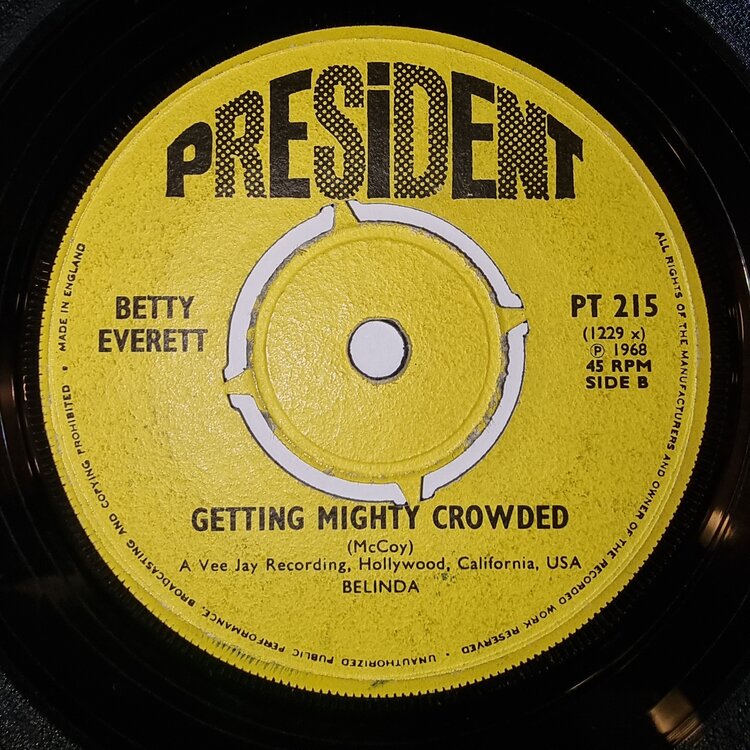 PRESiDENT
BETTY
EVERETT
PT 215
(1229 x)
Ⓟ 1968
45 RPM
SIDE B
GETTING MIGHTY CROWDED
(McCoy)
A Vee Jay Recording, Hollywood, California, USA
BELINDA
ALL RIGHTS OF THE MANUFACTURERS AND OWNER OF THE RECORDED WORK RESERVED • UNAUTHORIZED PUBLIC PERFORMANCE, BROADCASTING AND COPYING PROHIBITED • MADE IN ENGLAND